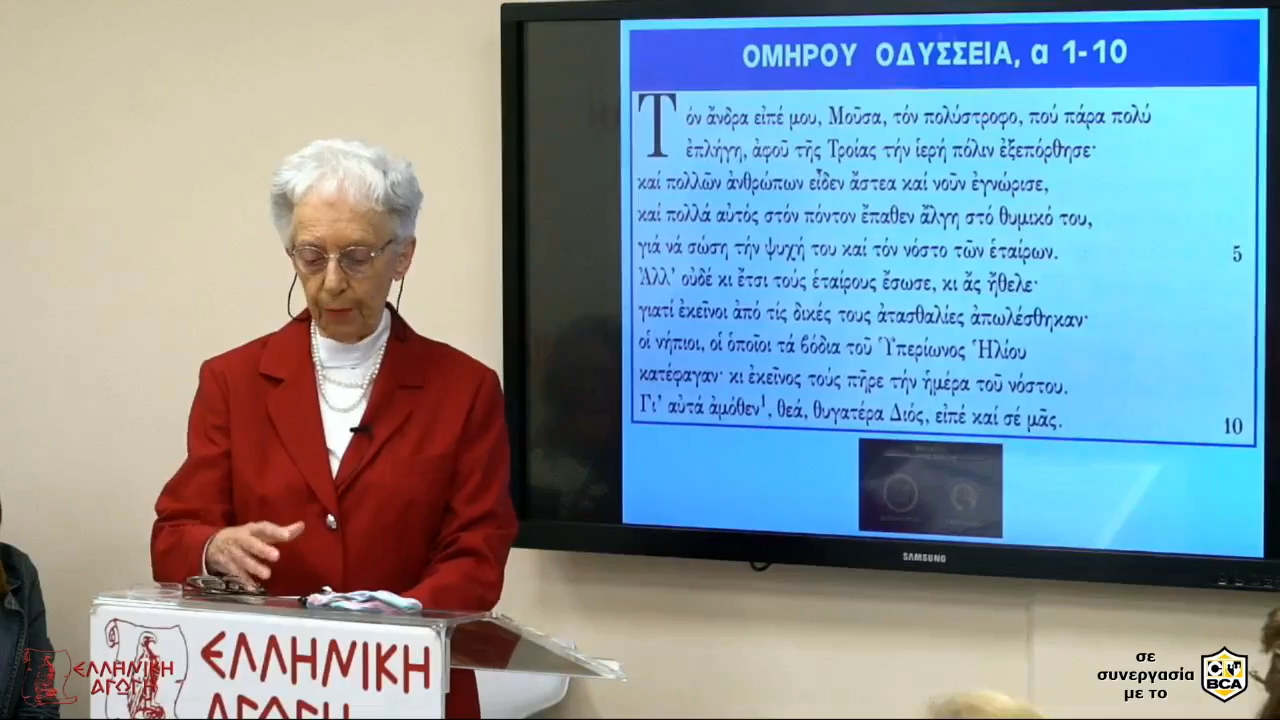 ΟΜΗΡΟΥ ΟΔΥΣΣΕΙΑ, α 1-10
Τόν ἄνδρα εἰπέ μου, Μοῦσα, τόν πολύστροφο, πού πάρα πολύ
ἐπλήγη, ἀφοῦ τῆς Τροίας τήν ἱερή πόλιν ἐξεπόρθησε·
καί πολλῶν ἀνθρώπων εἶδεν ἄστεα καί νοῦν ἐγνώρισε,
καί πολλά αὐτός στόν πόντον ἔπαθεν ἄλγη στό θυμικό του,
γιά νά σώση τήν ψυχή του καί τόν νόστο τῶν ἑταίρων. 5
Ἀλλ' οὐδέ κι ἔτσι τούς ἑταίρους ἔσωσε, κι ἄς ἤθελε·
γιατί ἐκεῖνοι ἀπό τίς δικές τους ἀτασθαλίες ἀπωλέσθηκαν·
οἱ νήπιοι, οἱ ὁποῖοι τά βόδια τοῦ Ὑπερίωνος Ἡλίου
κατέφαγαν· κι ἐκεῖνος τούς πῆρε τήν ἡμέρα τοῦ νόστου.
Γι' αὐτά ἀμόθεν¹, θεά, θυγατέρα Διός, εἰπέ καί σέ μᾶς. 10
SAMSUNG
ΕΛΛΗΝΙΚΗ
ΑΓΩΓΗ
ΕΛΛΗΝΙΚΗ
ΑΓΩΓΗ
σε
συνεργασία
με το
BCA